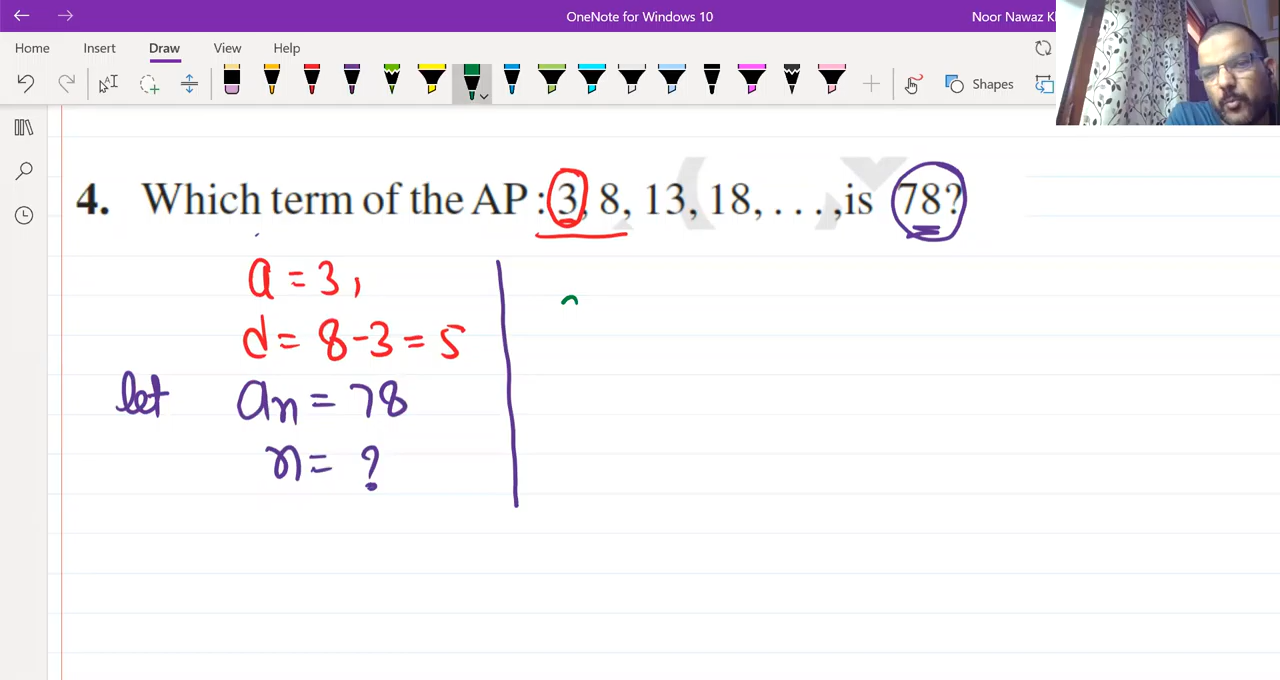 OneNote for Windows 10
Noor Nawaz
Home Insert Draw View Help
Shapes
4. Which term of the AP : 3, 8, 13, 18, . . . ,is 78?
a = 3,
d = 8-3 = 5
let an = 78
n = ?